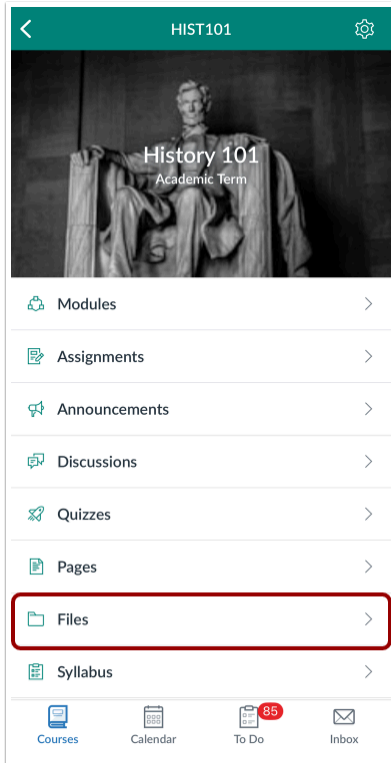 HIST101
History 101
Academic Term
Modules
Assignments
Announcements
Discussions
Quizzes
Pages
Files
Syllabus
85
Courses Calendar To Do Inbox